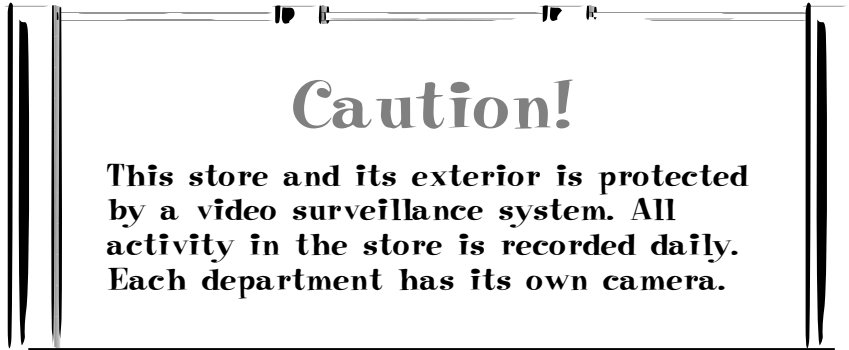 Caution!
This store and its exterior is protected
by a video surveillance system. All
activity in the store is recorded daily.
Each department has its own camera.